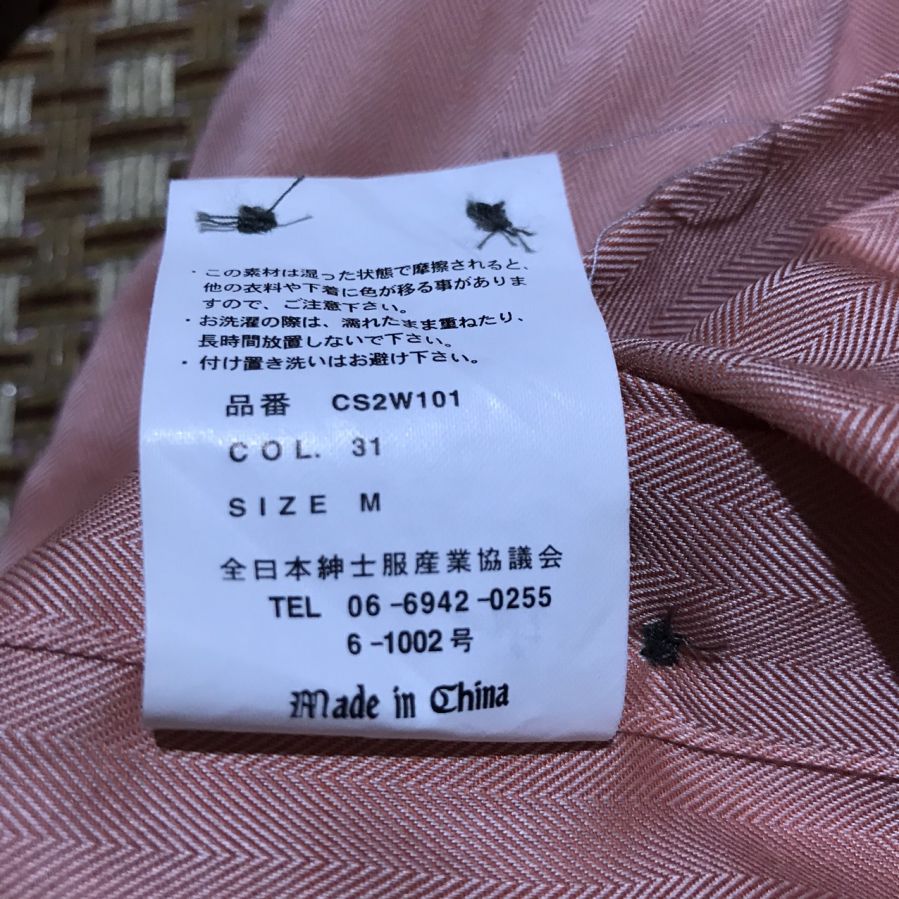 ・この素材は湿った状態で摩擦されると、
他の衣料や下着に色が移る事がありま
すので、ご注意下さい。
・お洗濯の際は、濡れたまま重ねたり、
長時間放置しないで下さい。
・付け置き洗いはお避け下さい。
品番 CS2W101
COL. 31
SIZE M
全日本紳士服産業協議会
TEL 06-6942-0255
6-1002号
Made in China